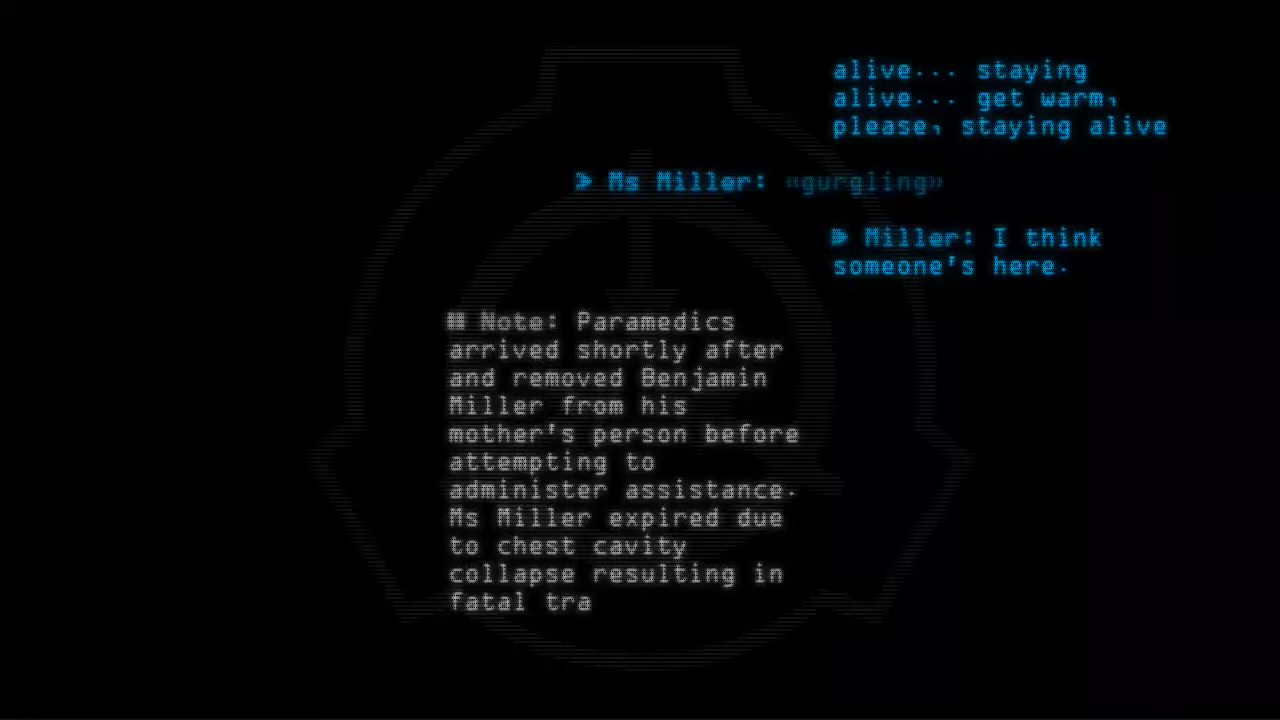 alive... staying
alive... get warm,
please, staying alive
> Ms Miller: «gurgling»
> Miller: I think
someone's here.
Note: Paramedics
arrived shortly after
and removed Benjamin
Miller from his
mother's person before
attempting to
administer assistance.
Ms Miller expired due
to chest cavity
collapse resulting in
fatal tra